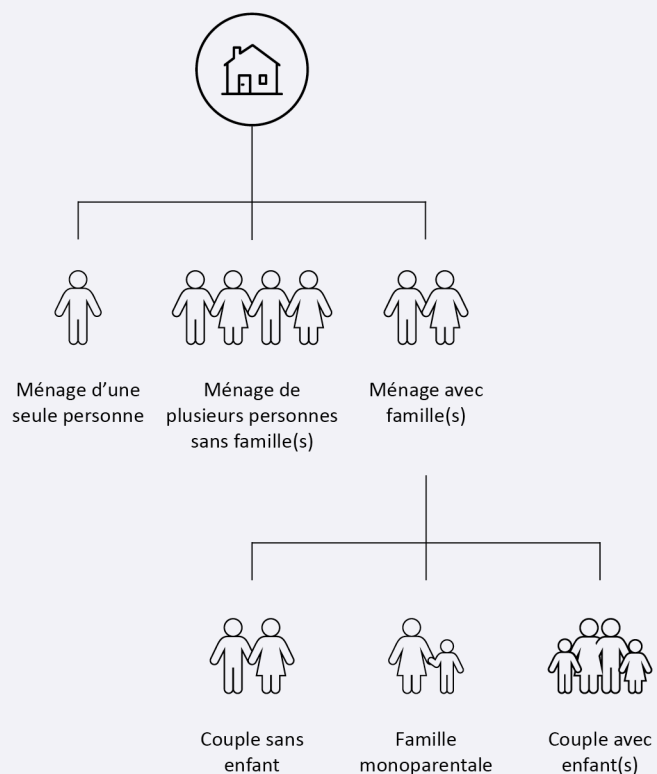 Ménage d’une
seule personne
Ménage de
plusieurs personnes
sans famille(s)
Ménage avec
famille(s)
Couple sans
enfant
Famille
monoparentale
Couple avec
enfant(s)